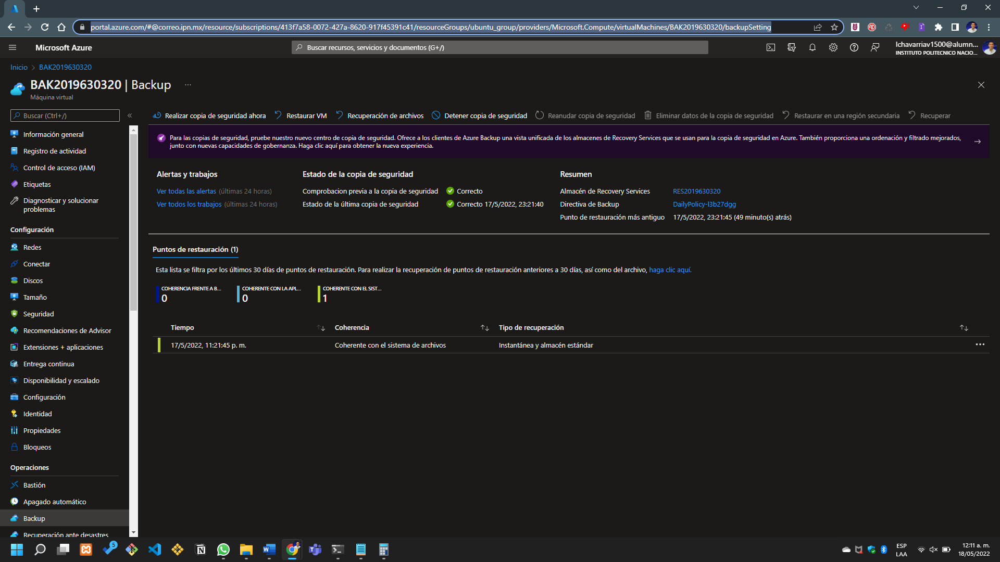 portal.azure.com/#@correo.ipn.mx/resource/subscriptions/413f7a58-0072-427a-8620-917f45391c41/resourceGroups/ubuntu_group/providers/Microsoft.Compute/virtualMachines/BAK2019630320/backupSetting
Microsoft Azure
Buscar recursos, servicios y documentos (G+/)
lchavarriav1500@alumn...
INSTITUTO POLITECNICO NACIO...
Inicio > BAK2019630320
BAK2019630320 | Backup ...
Máquina virtual
Buscar (Ctrl+/)
«
Información general
Registro de actividad
Control de acceso (IAM)
Etiquetas
Diagnosticar y solucionar
problemas
Configuración
Redes
Conectar
Discos
Tamaño
Seguridad
Recomendaciones de Advisor
Extensiones + aplicaciones
Entrega continua
Disponibilidad y escalado
Configuración
Identidad
Propiedades
Bloqueos
Operaciones
Bastión
Apagado automático
Backup
Recuperación ante desastres
Realizar copia de seguridad ahora
Restaurar VM
Recuperación de archivos
Detener copia de seguridad
Reanudar copia de seguridad
Eliminar datos de la copia de seguridad
Restaurar en una región secundaria
Recuperar
Para las copias de seguridad, pruebe nuestro nuevo centro de copia de seguridad. Ofrece a los clientes de Azure Backup una vista unificada de los almacenes de Recovery Services que se usan para la copia de seguridad en Azure. También proporciona una ordenación y filtrado mejorados,
junto con nuevas capacidades de gobernanza. Haga clic aquí para obtener la nueva experiencia.
Alertas y trabajos
Ver todas las alertas (últimas 24 horas)
Ver todos los trabajos (últimas 24 horas)
Estado de la copia de seguridad
Comprobacion previa a la copia de seguridad Correcto
Estado de la última copia de seguridad Correcto 17/5/2022, 23:21:40
Resumen
Almacén de Recovery Services RES2019630320
Directiva de Backup DailyPolicy-l3b27dgg
Punto de restauración más antiguo 17/5/2022, 23:21:45 (49 minuto(s) atrás)
Puntos de restauración (1)
Esta lista se filtra por los últimos 30 días de puntos de restauración. Para realizar la recuperación de puntos de restauración anteriores a 30 días, así como del archivo, haga clic aquí.
COHERENCIA FRENTE A B...
0
COHERENTE CON LA APL...
0
COHERENTE CON EL SIST...
1
Tiempo Coherencia Tipo de recuperación
17/5/2022, 11:21:45 p. m. Coherente con el sistema de archivos Instantánea y almacén estándar
5
ESP
LAA
12:11 a. m.
18/05/2022